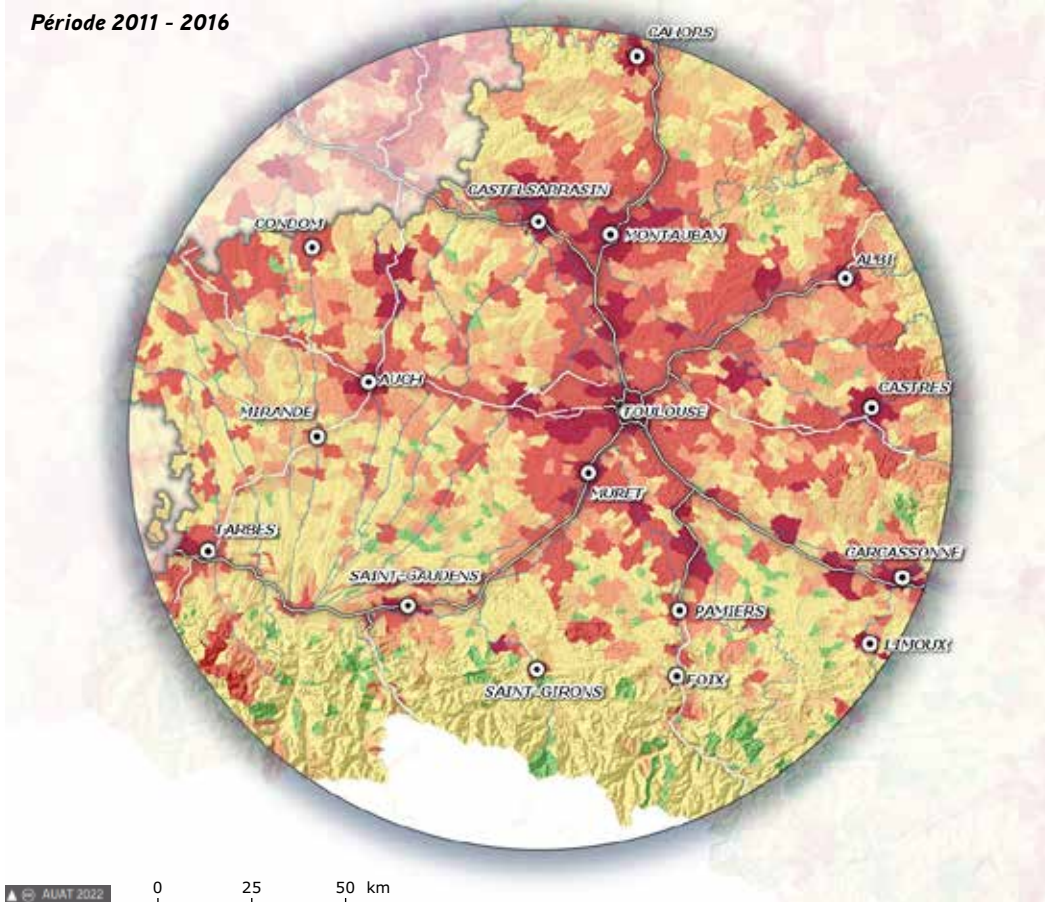 Période 2011 - 2016
CAHORS
CASTELSARRASIN
CONDOM
MONTAUBAN
ALBI
AUCH
CASTRES
MIRANDE
TOULOUSE
MURET
TARBES
CARCASSONNE
SAINT-GAUDENS
PAMIERS
LIMOUX
FOIX
SAINT-GIRONS
0 25 50 km
AUAT 2022